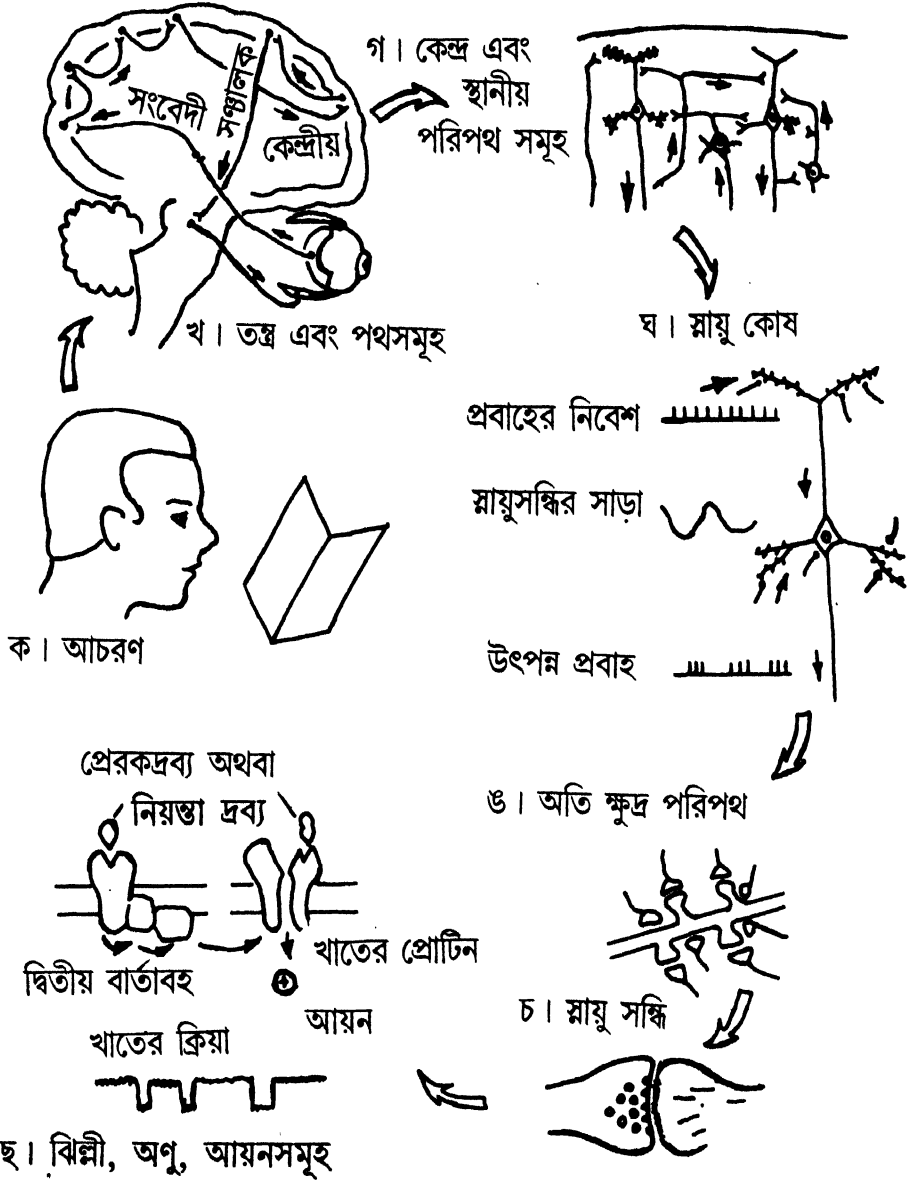 গ। কেন্দ্র এবং
স্থানীয়
পরিপথ সমূহ
সংবেদী
সঞ্চালক
কেন্দ্রীয়
খ। তন্ত্র এবং পথসমূহ
ঘ। স্নায়ু কোষ
প্রবাহের নিবেশ
স্নায়ুসন্ধির সাড়া
উৎপন্ন প্রবাহ
ক। আচরণ
ঙ। অতি ক্ষুদ্র পরিপথ
প্রেরকদ্রব্য অথবা
নিয়ন্তা দ্রব্য
খাতের প্রোটিন
দ্বিতীয় বার্তাবহ
আয়ন
চ। স্নায়ু সন্ধি
খাতের ক্রিয়া
ছ। ঝিল্লী, অণু, আয়নসমূহ